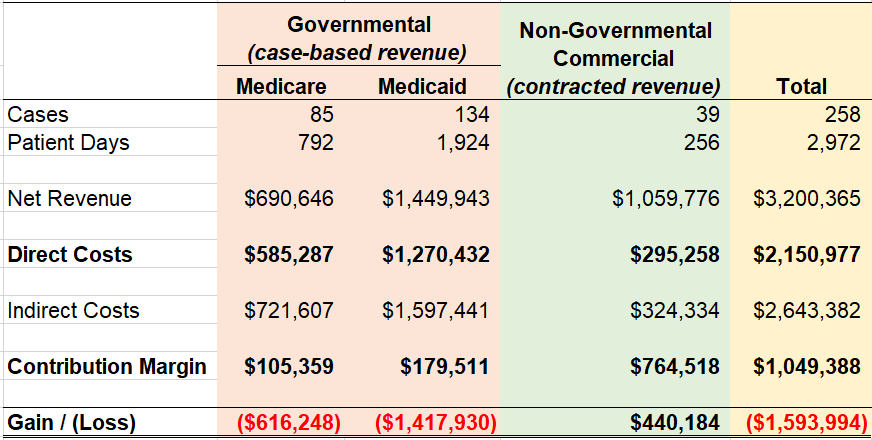 Governmental
(case-based revenue)
Non-Governmental
Commercial
(contracted revenue)
Medicare Medicaid Total
Cases 85 134 39 258
Patient Days 792 1,924 256 2,972
Net Revenue $690,646 $1,449,943 $1,059,776 $3,200,365
Direct Costs $585,287 $1,270,432 $295,258 $2,150,977
Indirect Costs $721,607 $1,597,441 $324,334 $2,643,382
Contribution Margin $105,359 $179,511 $764,518 $1,049,388
Gain / (Loss) ($616,248) ($1,417,930) $440,184 ($1,593,994)